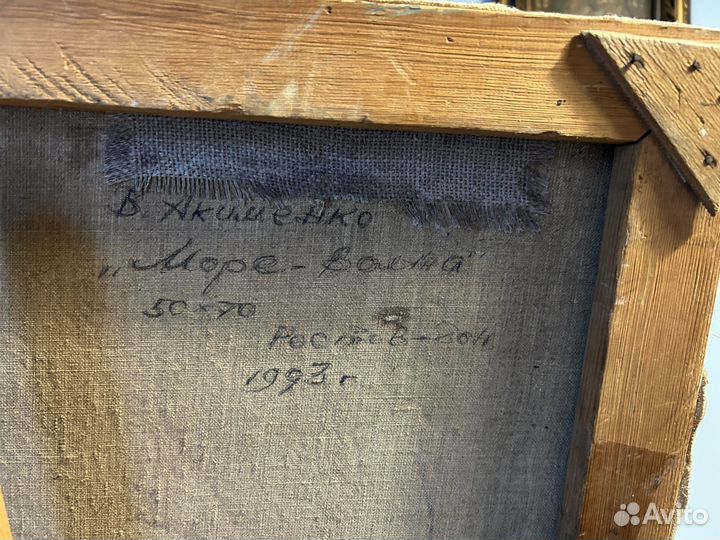 В. Акименко
„Море-волна"
50×70
Ростов-Дон
1993 г
Avito